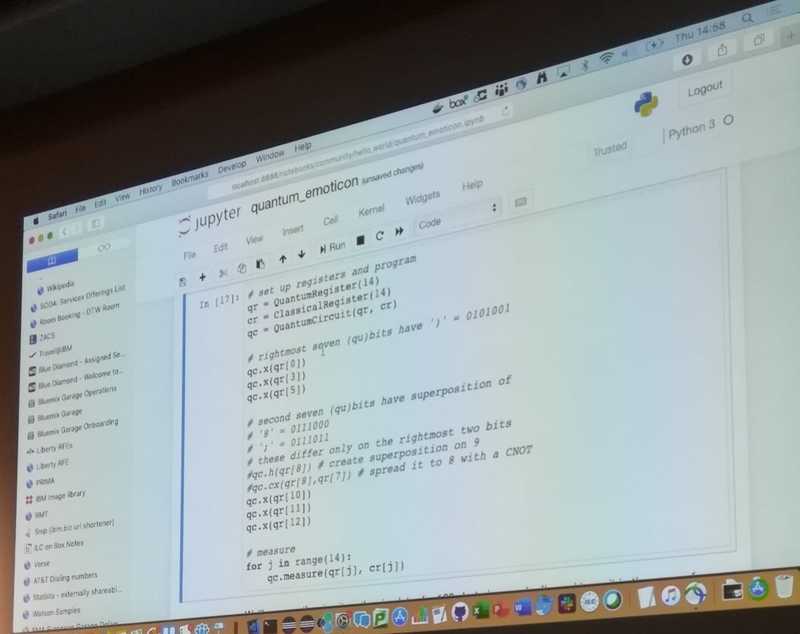 Safari File Edit View History Bookmarks Develop Window Help
box
Thu 14:58
localhost:8888/notebooks/community/hello_world/quantum_emoticon.ipynb
jupyter quantum_emoticon (unsaved changes)
Logout
File Edit View Insert Cell Kernel Widgets Help
Trusted
Python 3
Run
Code
Wikipedia
SODA: Services Offerings List
Room Booking - DTW Room
ZACS
Travel@IBM
Blue Diamond - Assigned Se...
Blue Diamond - Welcome to...
Bluemix Garage Operations
Bluemix Garage
Bluemix Garage Onboarding
Liberty RFEs
Liberty RFE
PRIMA
IBM image library
RMT
Snip (ibm.biz url shortener)
ILC on Box Notes
Verse
AT&T Dialing numbers
Statista - externally shareabl...
Watson Samples
In [17]:
# set up registers and program
qr = QuantumRegister(14)
cr = ClassicalRegister(14)
qc = QuantumCircuit(qr, cr)
# rightmost seven (qu)bits have ')' = 0101001
qc.x(qr[0])
qc.x(qr[3])
qc.x(qr[5])
# second seven (qu)bits have superposition of
# '8' = 0111000
# ';' = 0111011
# these differ only on the rightmost two bits
#qc.h(qr[8]) # create superposition on 9
#qc.cx(qr[8],qr[7]) # spread it to 8 with a CNOT
qc.x(qr[10])
qc.x(qr[11])
qc.x(qr[12])
# measure
for j in range(14):
qc.measure(qr[j], cr[j])